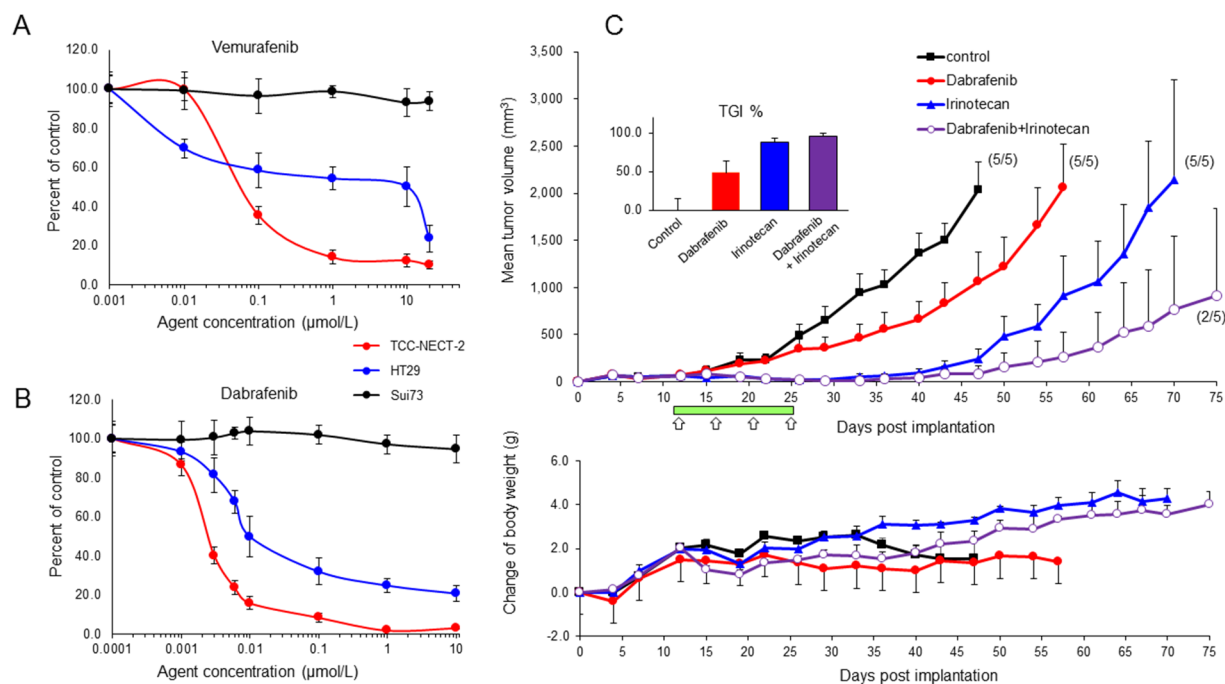 A
Vemurafenib
120.0
100.0
80.0
60.0
40.0
20.0
0.0
Percent of control
0.001
0.01
0.1
1
10
Agent concentration (µmol/L)
TCC-NECT-2
HT29
Sui73
B
Dabrafenib
120.0
100.0
80.0
60.0
40.0
20.0
0.0
Percent of control
0.0001
0.001
0.01
0.1
1
10
Agent concentration (µmol/L)
C
3,500
3,000
2,500
2,000
1,500
1,000
500
0
Mean tumor volume (mm³)
control
Dabrafenib
Irinotecan
Dabrafenib+Irinotecan
TGI %
100.0
50.0
0.0
Control
Dabrafenib
Irinotecan
Dabrafenib
+ Irinotecan
(5/5)
(5/5)
(5/5)
(2/5)
0 5 10 15 20 25 30 35 40 45 50 55 60 65 70 75
Days post implantation
6.0
4.0
2.0
0.0
-2.0
Change of body weight (g)
0 5 10 15 20 25 30 35 40 45 50 55 60 65 70 75
Days post implantation